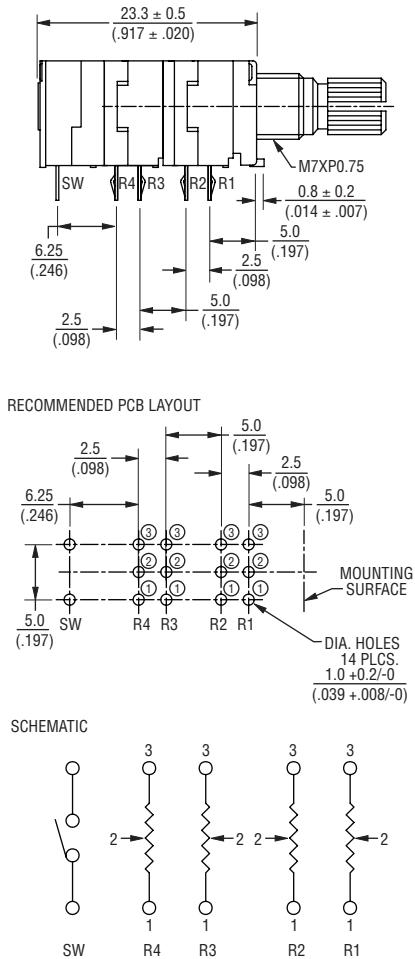 23.3 ± 0.5
(.917 ± .020)
M7XP0.75
SW R4 R3 R2 R1
0.8 ± 0.2
(.014 ± .007)
6.25
(.246)
5.0
(.197)
2.5
(.098)
5.0
(.197)
2.5
(.098)
RECOMMENDED PCB LAYOUT
5.0
(.197)
2.5
(.098)
2.5
(.098)
6.25
(.246)
5.0
(.197)
3 3 3 3
2 2 2 2
MOUNTING
SURFACE
1 1 1 1
5.0
(.197)
SW R4 R3 R2 R1
DIA. HOLES
14 PLCS.
1.0 +0.2/-0
(.039 +.008/-0)
SCHEMATIC
3 3 3 3
2 2 2 2
1 1 1 1
SW R4 R3 R2 R1